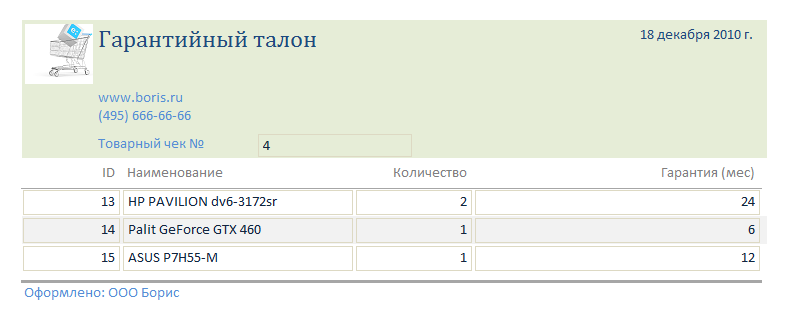 Гарантийный талон
18 декабря 2010 г.
www.boris.ru
(495) 666-66-66
Товарный чек № 4
ID Наименование Количество Гарантия (мес)
13 HP PAVILION dv6-3172sr 2 24
14 Palit GeForce GTX 460 1 6
15 ASUS P7H55-M 1 12
Оформлено: ООО Борис